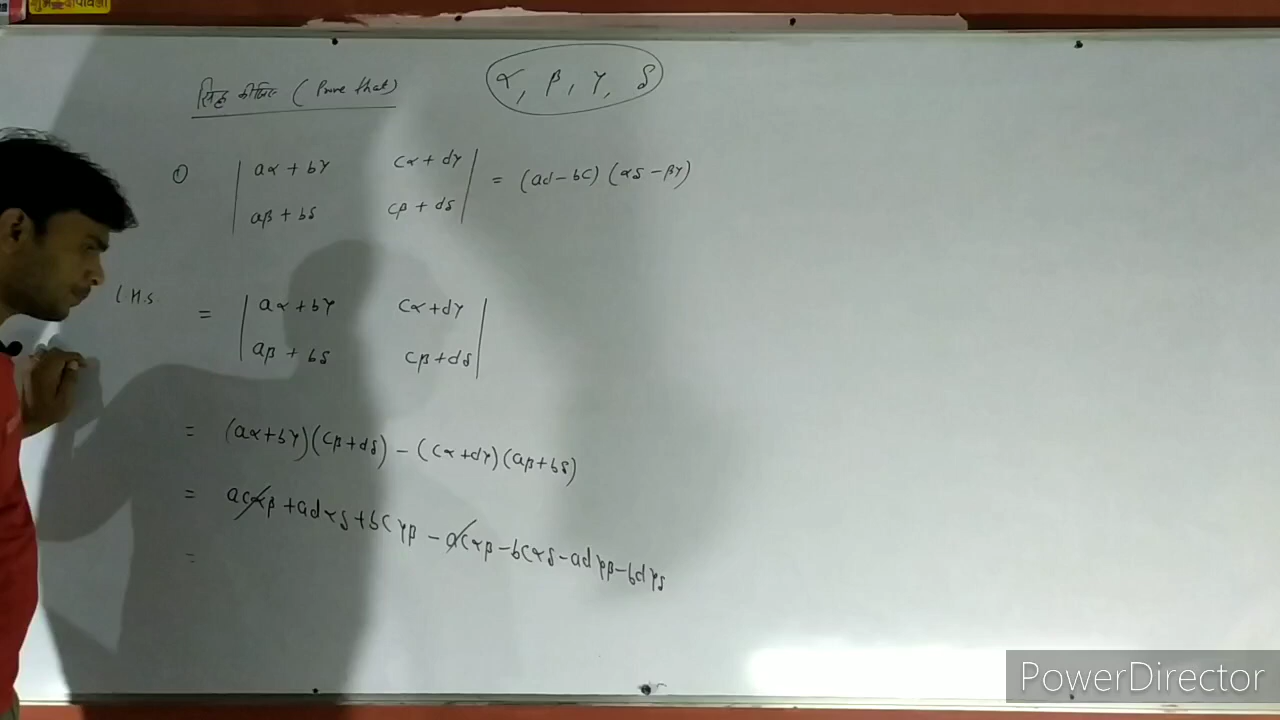 सिद्ध कीजिए (Prove that)
α, β, γ, δ
① | aα + bγ cα + dγ | = (ad - bc) (αδ - βγ)
| aβ + bδ cβ + dδ |
L.H.S.
= | aα + bγ cα + dγ |
| aβ + bδ cβ + dδ |
= (aα + bγ)(cβ + dδ) - (cα + dγ)(aβ + bδ)
= acαβ + adαδ + bcγβ - acαβ - bcαδ - adγβ - bdγδ
=
PowerDirector